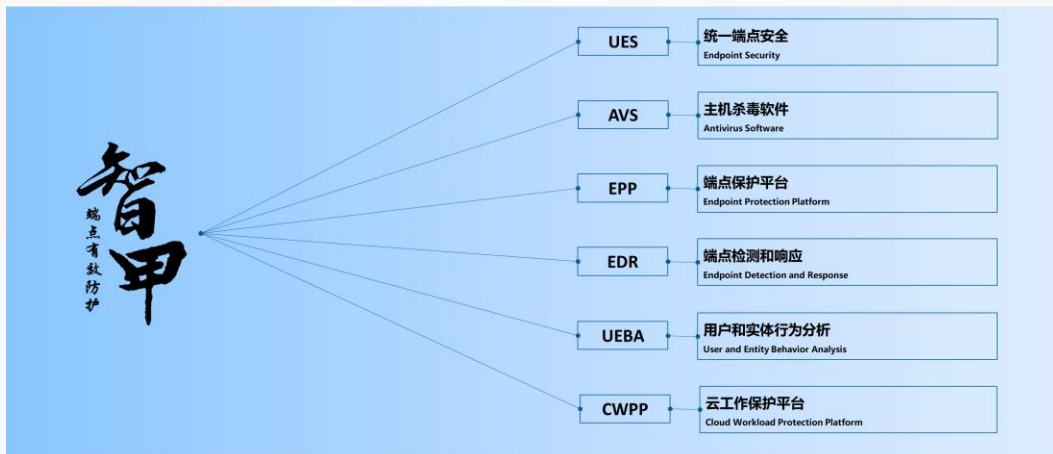 智甲
端点有效防护
UES
统一端点安全
Endpoint Security
AVS
主机杀毒软件
Antivirus Software
EPP
端点保护平台
Endpoint Protection Platform
EDR
端点检测和响应
Endpoint Detection and Response
UEBA
用户和实体行为分析
User and Entity Behavior Analysis
CWPP
云工作保护平台
Cloud Workload Protection Platform